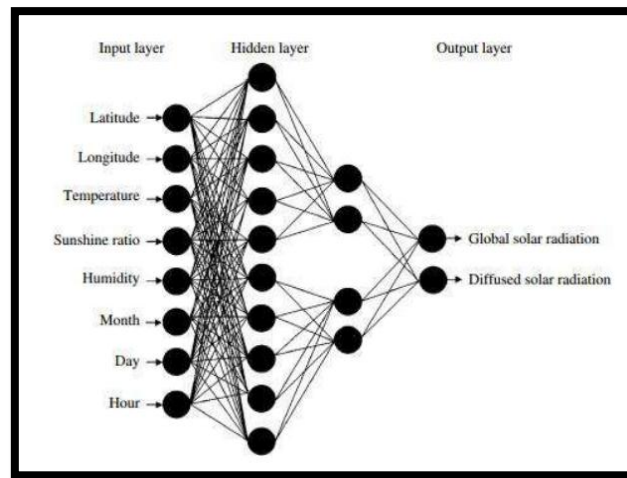 Input layer
Hidden layer
Output layer
Latitude
Longitude
Temperature
Sunshine ratio
Humidity
Month
Day
Hour
Global solar radiation
Diffused solar radiation